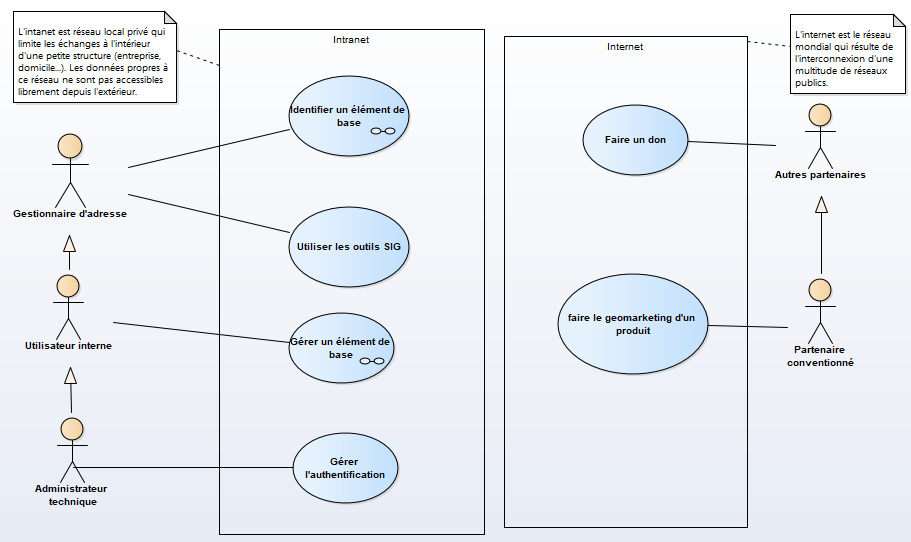 L'intanet est réseau local privé qui
limite les échanges à l'intérieur
d'une petite structure (entreprise,
domicile...). Les données propres à
ce réseau ne sont pas accessibles
librement depuis l'extérieur.
Intranet
Internet
L'internet est le réseau
mondial qui résulte de
l'interconnexion d'une
multitude de réseaux
publics.
Identifier un élément de
base
Faire un don
Autres partenaires
Gestionnaire d'adresse
Utiliser les outils SIG
faire le geomarketing d'un
produit
Utilisateur interne
Gérer un élément de
base
Partenaire
conventionné
Gérer
l'authentification
Administrateur
technique